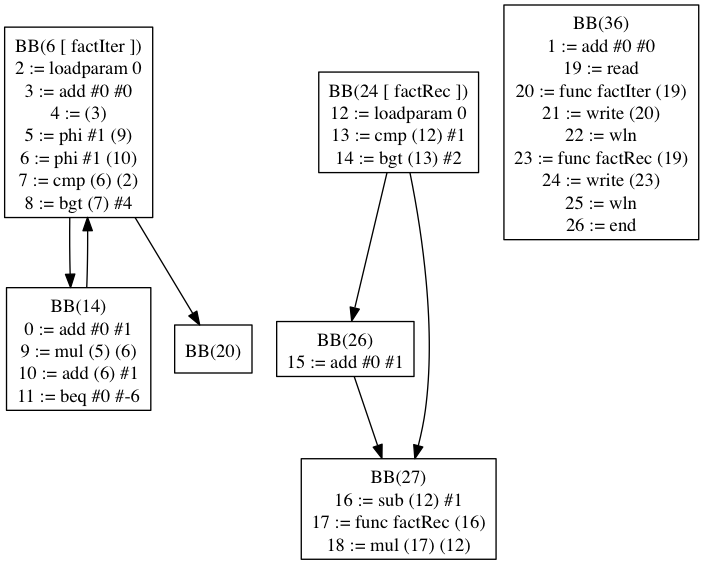 BB(6 [ factIter ])
2 := loadparam 0
3 := add #0 #0
4 := (3)
5 := phi #1 (9)
6 := phi #1 (10)
7 := cmp (6) (2)
8 := bgt (7) #4
BB(14)
0 := add #0 #1
9 := mul (5) (6)
10 := add (6) #1
11 := beq #0 #-6
BB(20)
BB(24 [ factRec ])
12 := loadparam 0
13 := cmp (12) #1
14 := bgt (13) #2
BB(26)
15 := add #0 #1
BB(27)
16 := sub (12) #1
17 := func factRec (16)
18 := mul (17) (12)
BB(36)
1 := add #0 #0
19 := read
20 := func factIter (19)
21 := write (20)
22 := wln
23 := func factRec (19)
24 := write (23)
25 := wln
26 := end